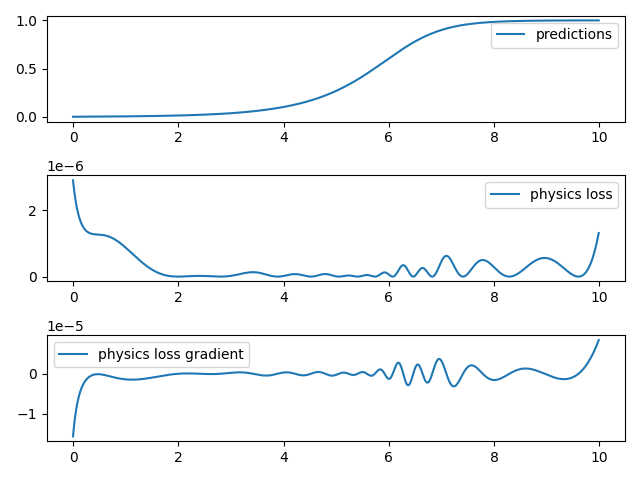 1.0
predictions
0.5
0.0
0 2 4 6 8 10
1e−6
physics loss
2
0
0 2 4 6 8 10
1e−5
physics loss gradient
0
−1
0 2 4 6 8 10